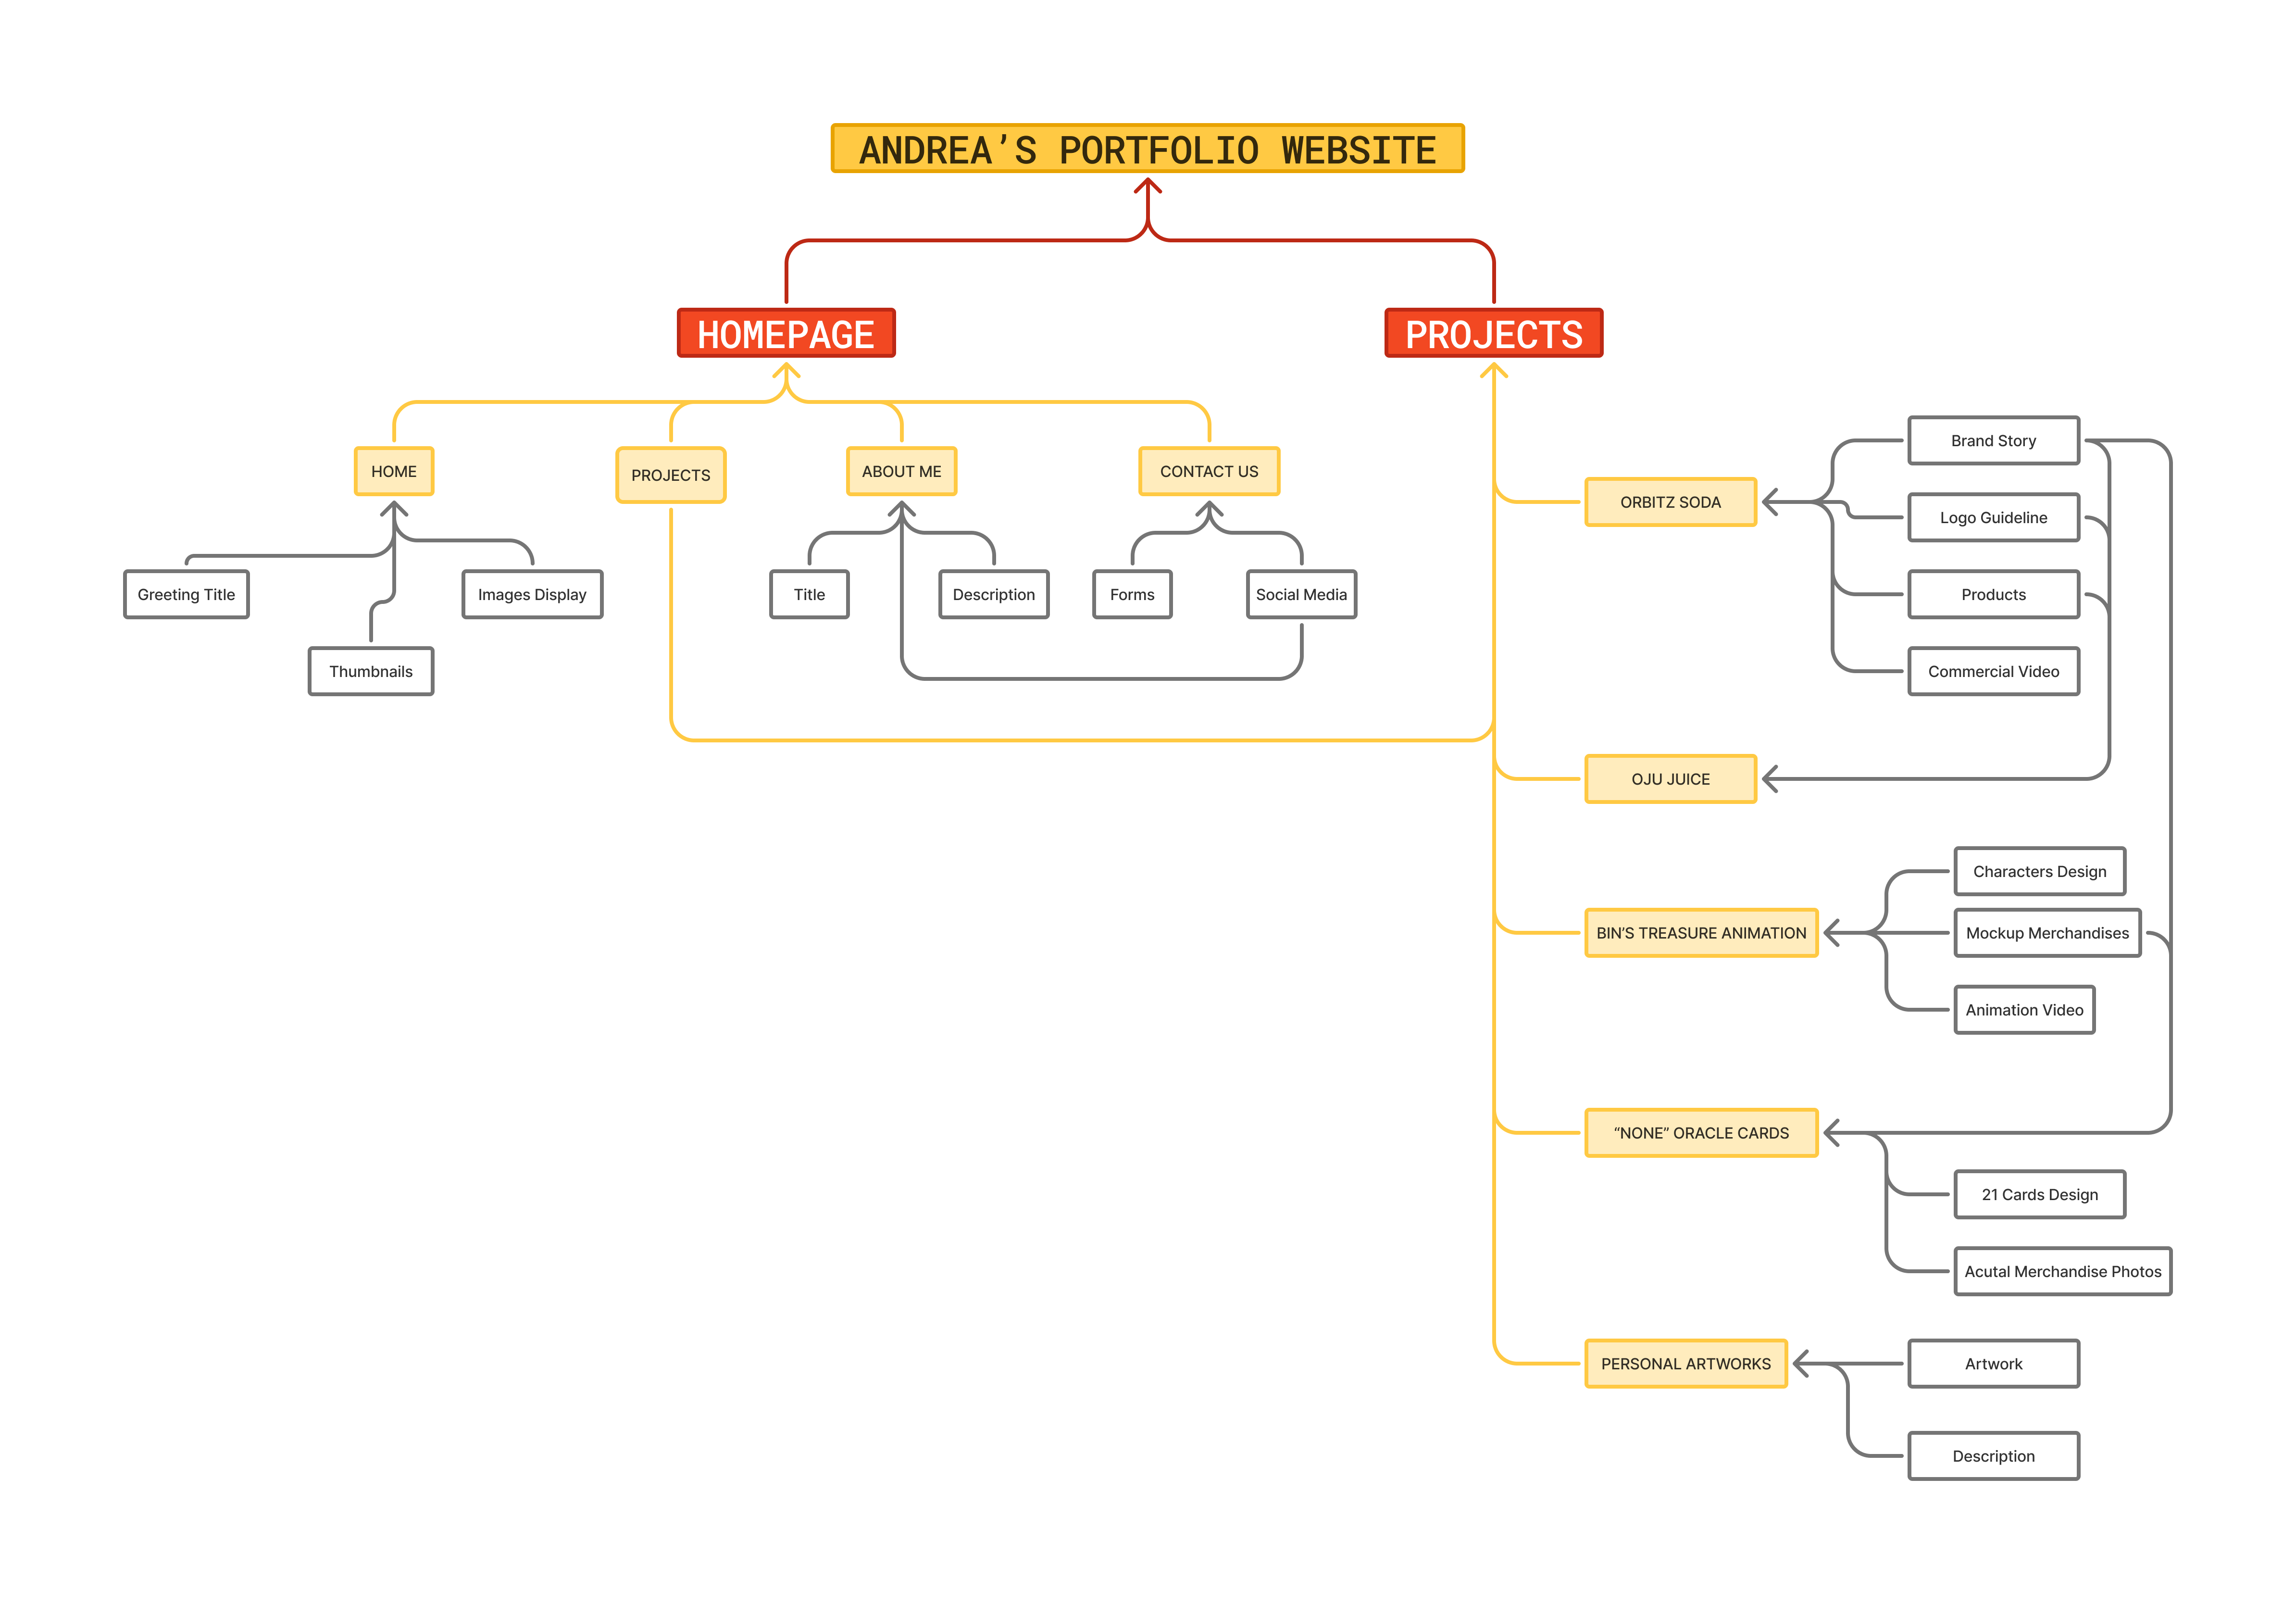 ANDREA’S PORTFOLIO WEBSITE
HOMEPAGE
PROJECTS
HOME
PROJECTS
ABOUT ME
CONTACT US
Greeting Title
Thumbnails
Images Display
Title
Description
Forms
Social Media
ORBITZ SODA
Brand Story
Logo Guideline
Products
Commercial Video
OJU JUICE
BIN’S TREASURE ANIMATION
Characters Design
Mockup Merchandises
Animation Video
“NONE” ORACLE CARDS
21 Cards Design
Acutal Merchandise Photos
PERSONAL ARTWORKS
Artwork
Description